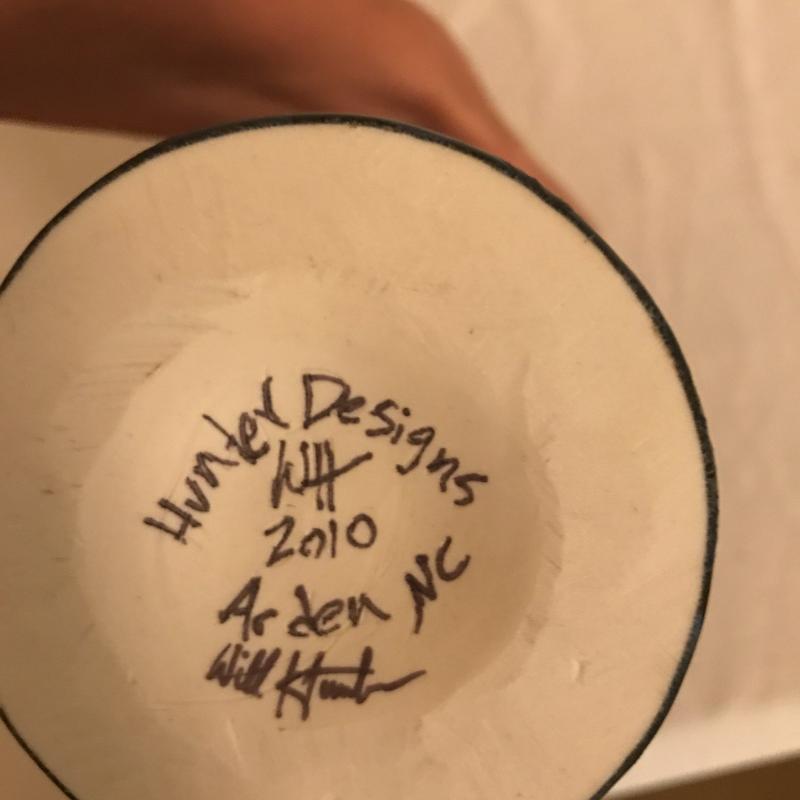 Hunter Designs
WH
2010
Arden NC
Will Hunter